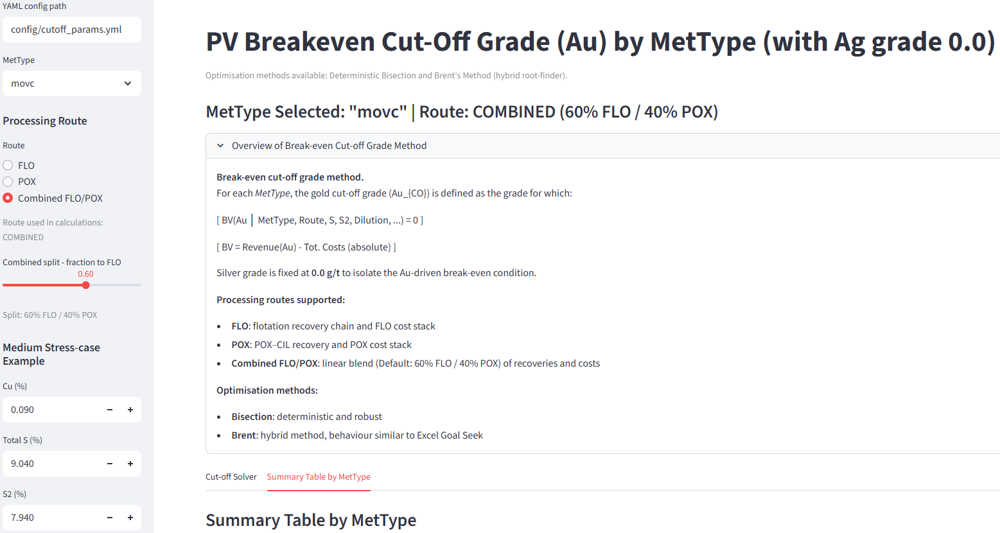 YAML config path
config/cutoff_params.yml
MetType
movc
Processing Route
Route
FLO
POX
Combined FLO/POX
Route used in calculations:
COMBINED
Combined split - fraction to FLO
0.60
Split: 60% FLO / 40% POX
Medium Stress-case
Example
Cu (%)
0.090
Total S (%)
9.040
S2 (%)
7.940
PV Breakeven Cut-Off Grade (Au) by MetType (with Ag grade 0.0)
Optimisation methods available: Deterministic Bisection and Brent's Method (hybrid root-finder).
MetType Selected: "movc" | Route: COMBINED (60% FLO / 40% POX)
Overview of Break-even Cut-off Grade Method
Break-even cut-off grade method.
For each MetType, the gold cut-off grade (Au_{CO}) is defined as the grade for which:
[ BV(Au | MetType, Route, S, S2, Dilution, ...) = 0 ]
[ BV = Revenue(Au) - Tot. Costs (absolute) ]
Silver grade is fixed at 0.0 g/t to isolate the Au-driven break-even condition.
Processing routes supported:
• FLO: flotation recovery chain and FLO cost stack
• POX: POX–CIL recovery and POX cost stack
• Combined FLO/POX: linear blend (Default: 60% FLO / 40% POX) of recoveries and costs
Optimisation methods:
• Bisection: deterministic and robust
• Brent: hybrid method, behaviour similar to Excel Goal Seek
Cut-off Solver
Summary Table by MetType
Summary Table by MetType